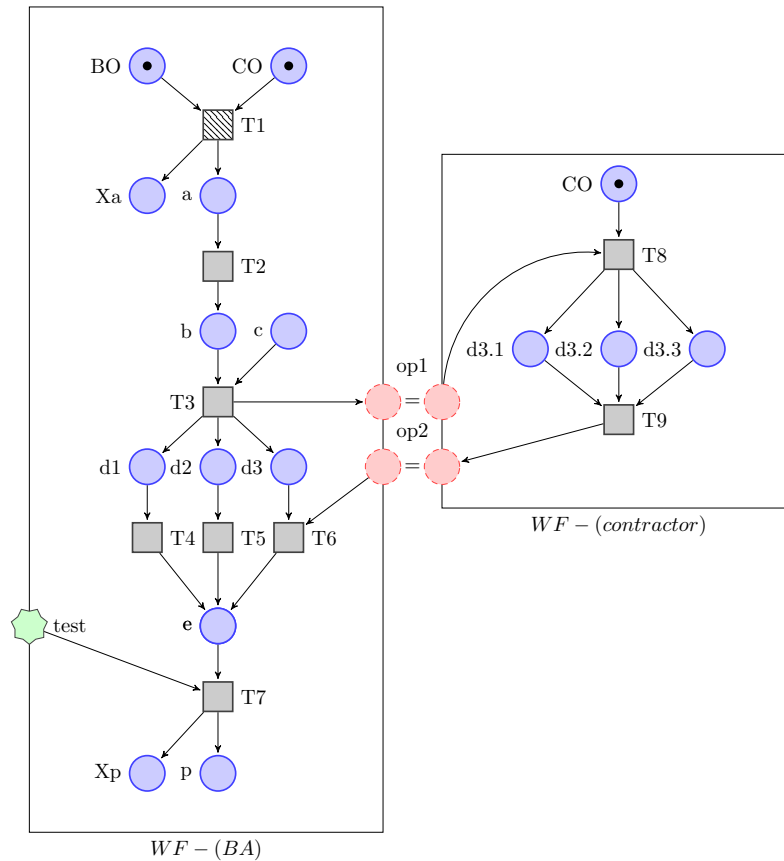 BO
CO
T1
Xa
a
T2
b
c
T3
d1
d2
d3
T4
T5
T6
e
test
T7
Xp
p
WF − (BA)
op1
=
op2
=
CO
T8
d3.1
d3.2
d3.3
T9
WF − (contractor)